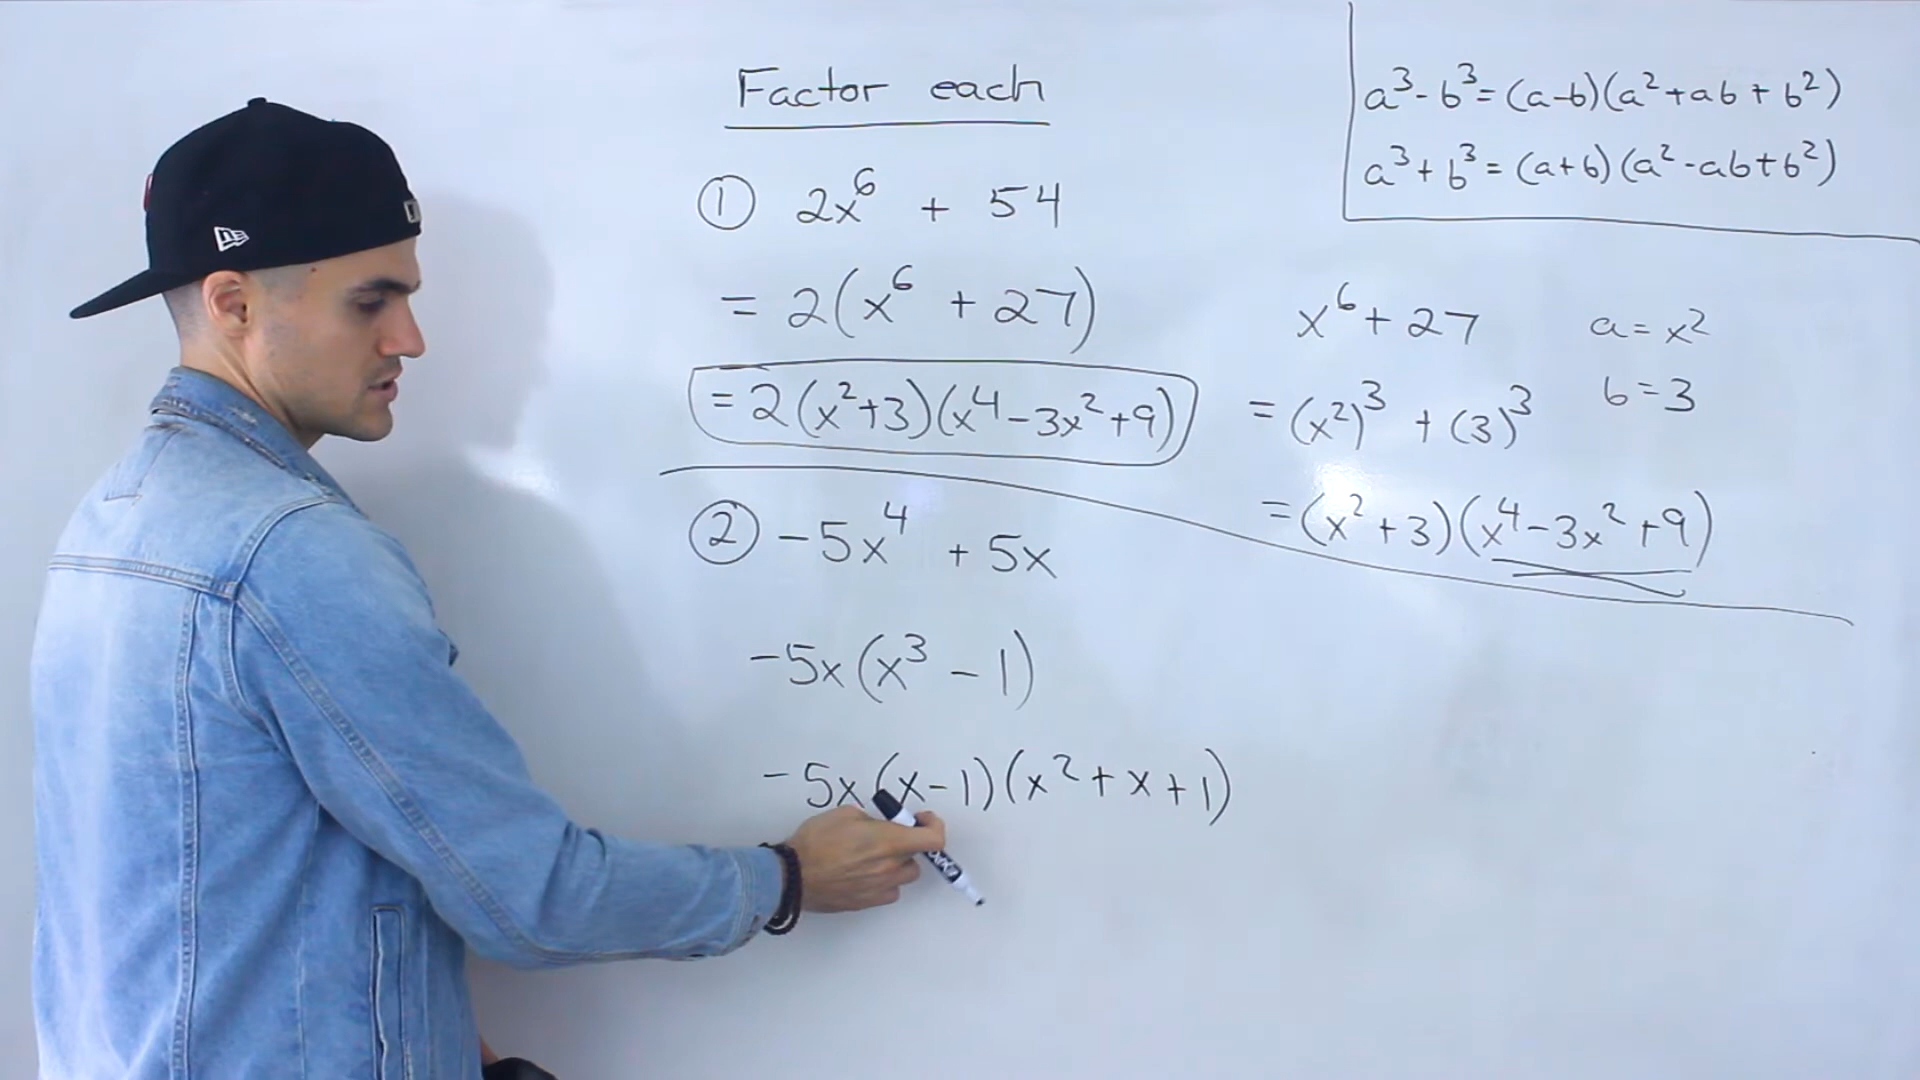 Factor each
① 2x⁶ + 54
= 2(x⁶ + 27)
= 2(x²+3)(x⁴-3x²+9)
② -5x⁴ + 5x
-5x(x³ - 1)
-5x(x-1)(x²+x+1)
a³-b³=(a-b)(a²+ab+b²)
a³+b³=(a+b)(a²-ab+b²)
x⁶+27
a=x²
b=3
=(x²)³ +(3)³
=(x²+3)(x⁴-3x²+9)